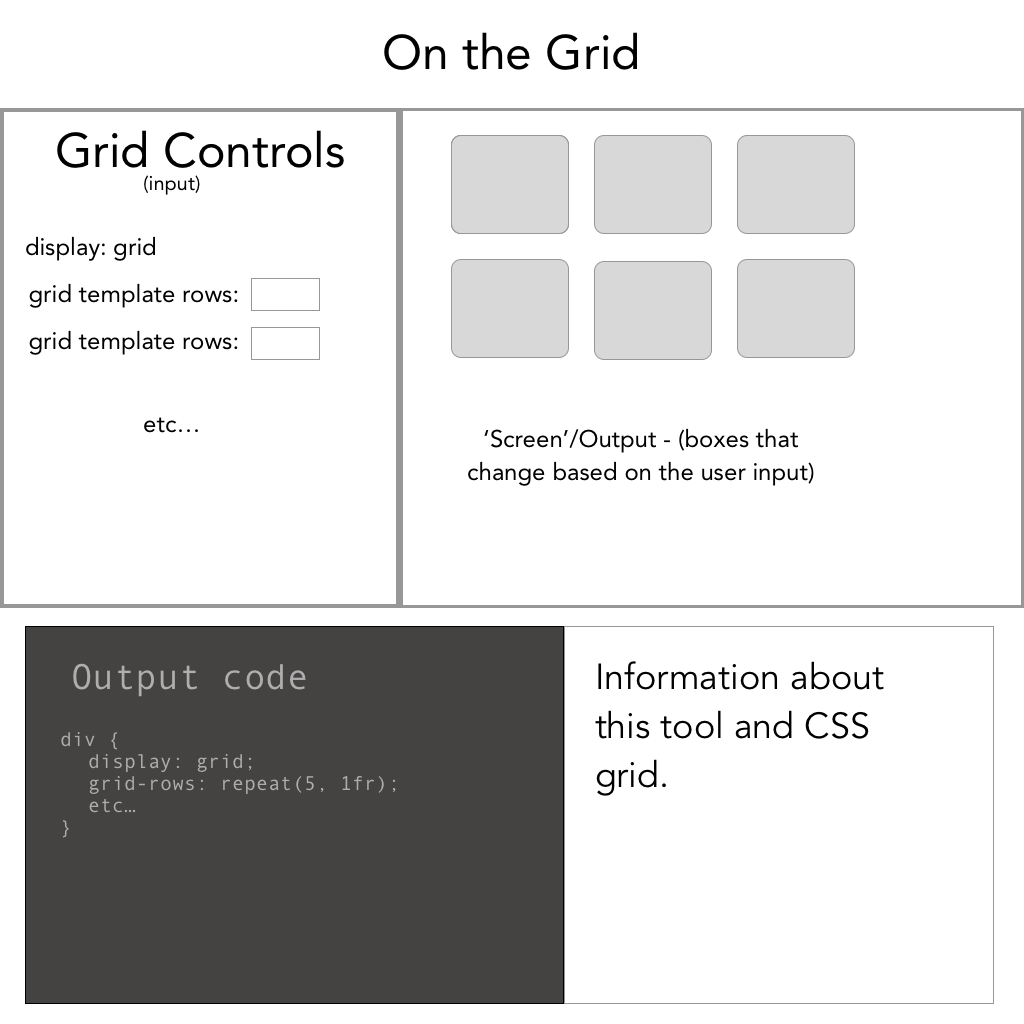 On the Grid
Grid Controls
(input)
display: grid
grid template rows:
grid template rows:
etc…
‘Screen’/Output - (boxes that
change based on the user input)
Output code
div {
display: grid;
grid-rows: repeat(5, 1fr);
etc…
}
Information about
this tool and CSS
grid.